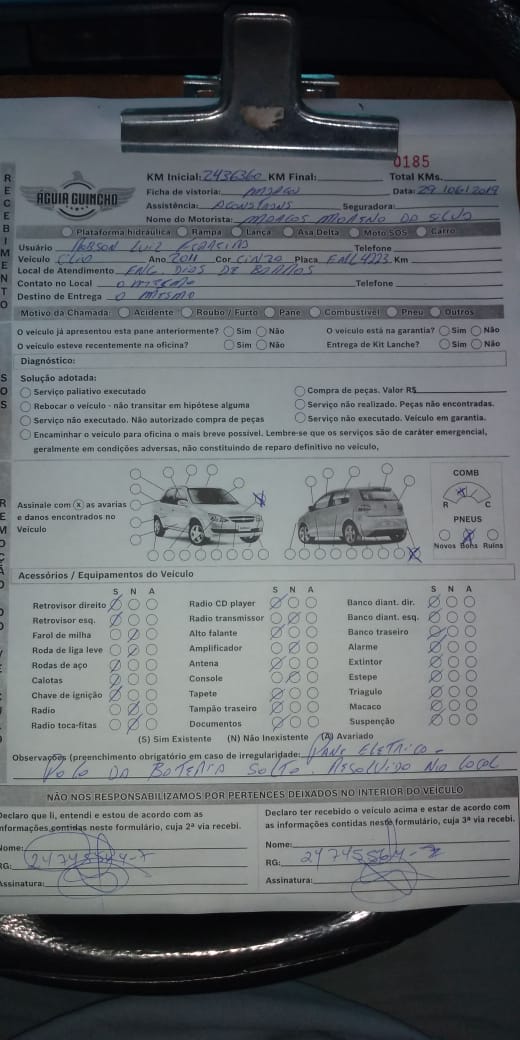 0185
ÁGUIA GUINCHO
KM Inicial: 2436360 KM Final: Total KMs.
Ficha de vistoria: Data: 29/06/2019
Assistência: Seguradora:
Nome do Motorista: MARCOS MORENO DA SILVA
Plataforma hidráulica Rampa Lança Asa Delta Moto SOS Carro
RECEBIMENTO
Usuário LUIZ FERREIRA Telefone
Veículo CLIO Ano 2011 Cor CINZA Placa Km
Local de Atendimento ENG. DIAS DE BARROS
Contato no Local O MESMO Telefone
Destino de Entrega O MESMO
Motivo da Chamada: Acidente Roubo / Furto Pane Combustível Pneu Outros
O veículo já apresentou esta pane anteriormente? Sim Não O veículo está na garantia? Sim Não
O veículo esteve recentemente na oficina? Sim Não Entrega de Kit Lanche? Sim Não
Diagnóstico:
SOS
Solução adotada:
Serviço paliativo executado Compra de peças. Valor R$
Rebocar o veículo - não transitar em hipótese alguma Serviço não realizado. Peças não encontradas.
Serviço não executado. Não autorizado compra de peças Serviço não executado. Veículo em garantia.
Encaminhar o veículo para oficina o mais breve possível. Lembre-se que os serviços são de caráter emergencial,
geralmente em condições adversas, não constituindo de reparo definitivo no veículo,
Assinale com X as avarias
e danos encontrados no
Veículo
COMB
R C
PNEUS
Novos Bons Ruins
Acessórios / Equipamentos do Veículo
S N A S N A S N A
Retrovisor direito Radio CD player Banco diant. dir.
Retrovisor esq. Radio transmissor Banco diant. esq.
Farol de milha Alto falante Banco traseiro
Roda de liga leve Amplificador Alarme
Rodas de aço Antena Extintor
Calotas Console Estepe
Chave de ignição Tapete Triagulo
Radio Tampão traseiro Macaco
Radio toca-fitas Documentos Suspenção
(S) Sim Existente (N) Não Inexistente (A) Avariado
Observações (preenchimento obrigatório em caso de irregularidade: PANE ELETRICA -
POLO DA BATERIA SOLTO. RESOLVIDO NO LOCAL
NÃO NOS RESPONSABILIZAMOS POR PERTENCES DEIXADOS NO INTERIOR DO VEÍCULO
Declaro que li, entendi e estou de acordo com as
informações contidas neste formulário, cuja 2ª via recebi.
Nome:
RG:
Assinatura:
Declaro ter recebido o veículo acima e estar de acordo com
as informações contidas neste formulário, cuja 3ª via recebi.
Nome:
RG: 24745564-7
Assinatura: